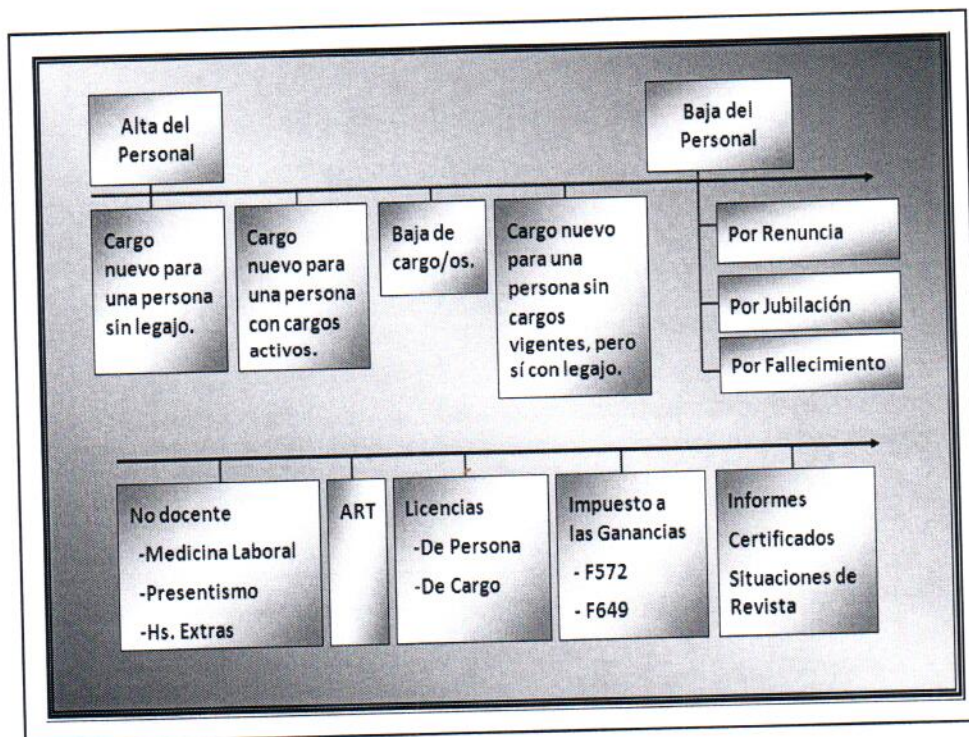 Alta del
Personal
Baja del
Personal
Cargo
nuevo para
una persona
sin legajo.
Cargo
nuevo para
una persona
con cargos
activos.
Baja de
cargo/os.
Cargo nuevo
para una
persona sin
cargos
vigentes, pero
sí con legajo.
Por Renuncia
Por Jubilación
Por Fallecimiento
No docente
-Medicina Laboral
-Presentismo
-Hs. Extras
ART
Licencias
-De Persona
-De Cargo
Impuesto a
las Ganancias
- F572
- F649
Informes
Certificados
Situaciones de
Revista